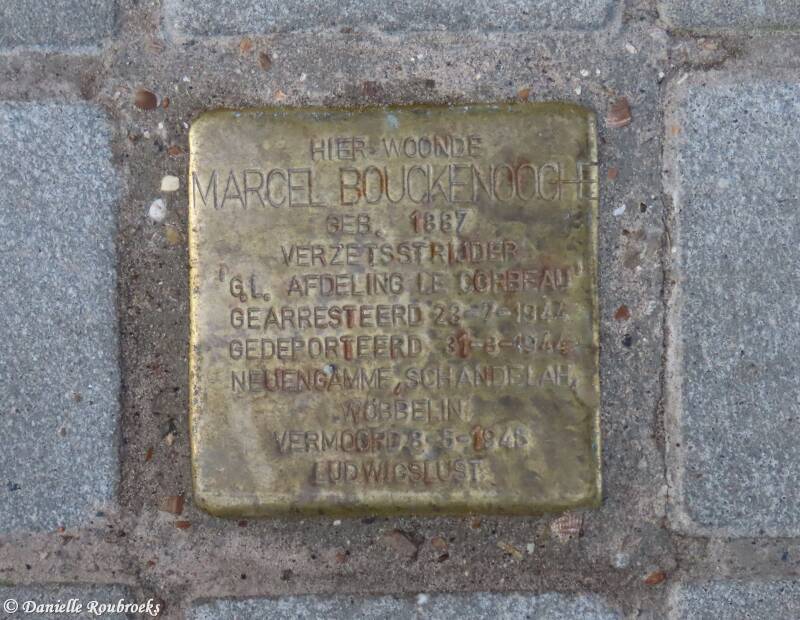 HIER WOONDE
MARCEL BOUCKENOOGHE
GEB. 1887
VERZETSSTRIJDER
'G.L. AFDELING LE CORBEAU'
GEARRESTEERD 23-7-1944
GEDEPORTEERD 31-8-1944
NEUENGAMME, SCHANDELAH,
WÖBBELIN
VERMOORD 8-5-1945
LUDWIGSLUST
© Danielle Roubroeks